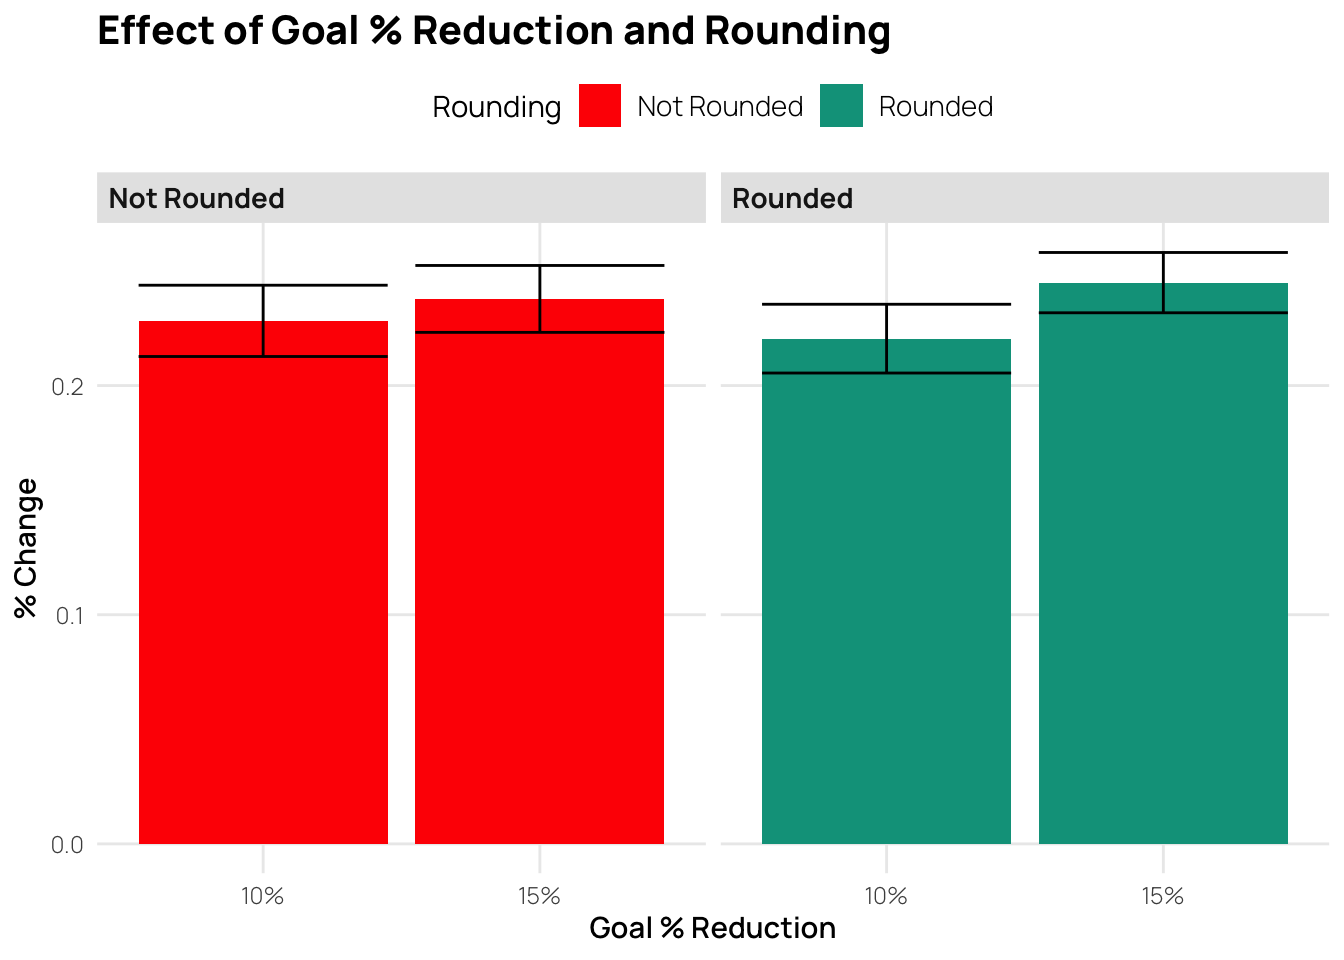 Effect of Goal % Reduction and Rounding
Rounding Not Rounded Rounded
Not Rounded Rounded
0.2
0.1
0.0
% Change
10% 15% 10% 15%
Goal % Reduction